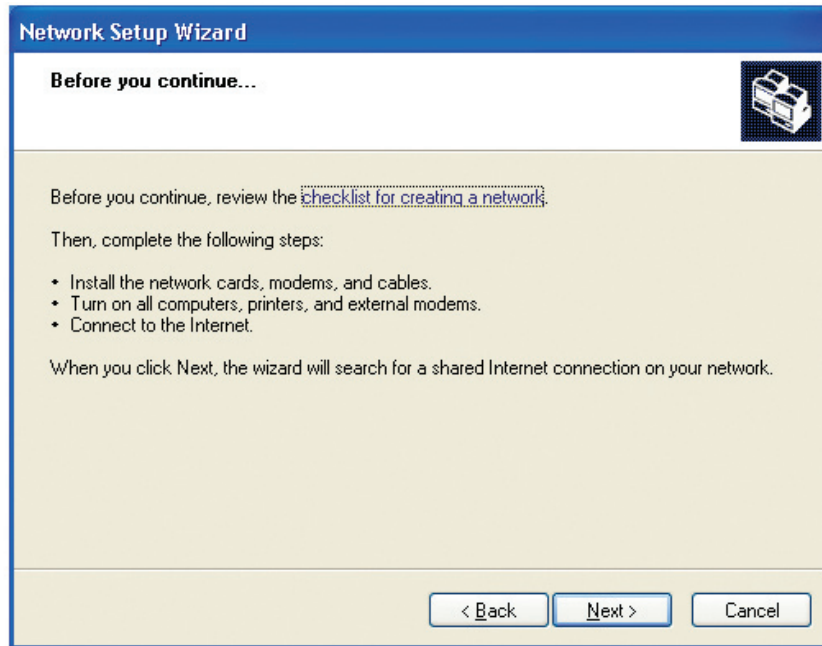 Network Setup Wizard
Before you continue...
Before you continue, review the checklist for creating a network.
Then, complete the following steps:
• Install the network cards, modems, and cables.
• Turn on all computers, printers, and external modems.
• Connect to the Internet.
When you click Next, the wizard will search for a shared Internet connection on your network.
< Back Next > Cancel